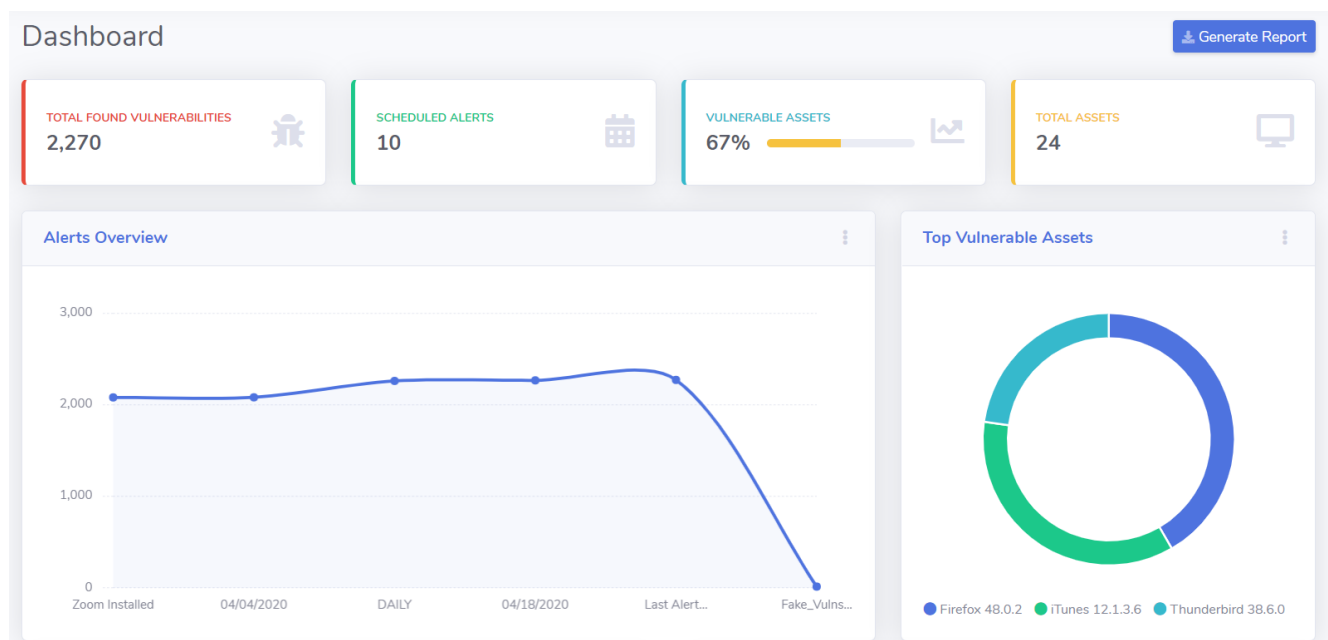 Dashboard
Generate Report
TOTAL FOUND VULNERABILITIES
2,270
SCHEDULED ALERTS
10
VULNERABLE ASSETS
67%
TOTAL ASSETS
24
Alerts Overview
3,000
2,000
1,000
0
Zoom Installed
04/04/2020
DAILY
04/18/2020
Last Alert...
Fake_Vulns...
Top Vulnerable Assets
Firefox 48.0.2
iTunes 12.1.3.6
Thunderbird 38.6.0